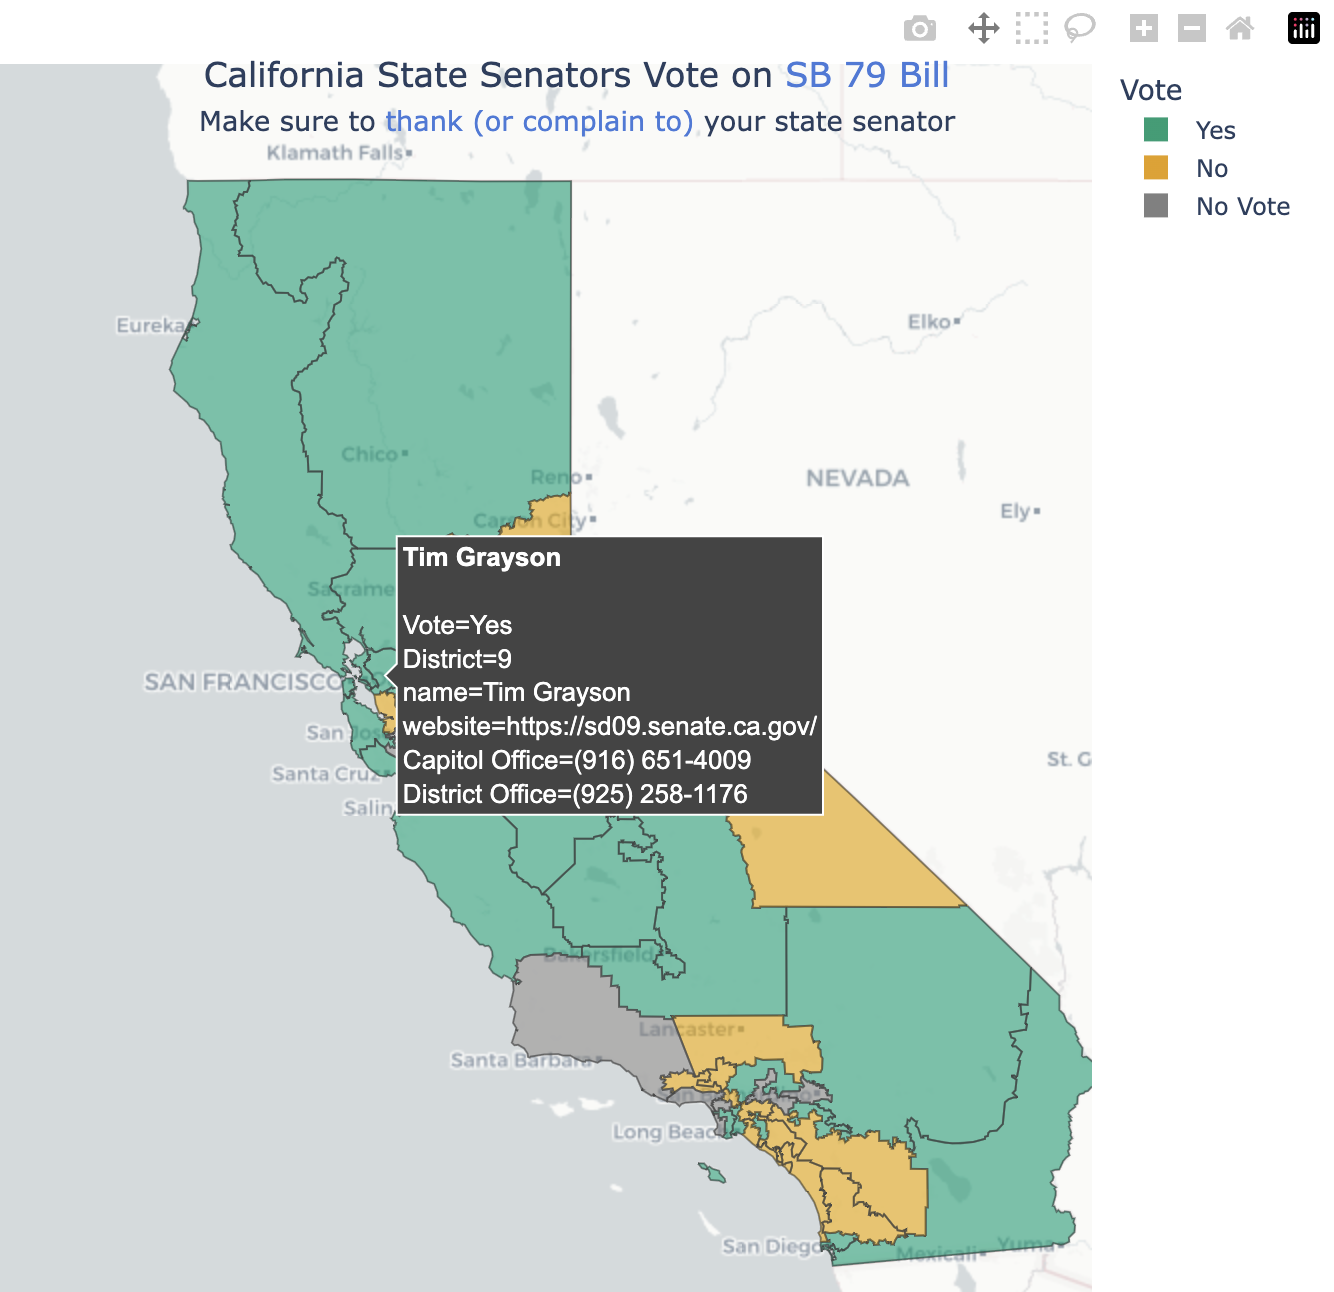 California State Senators Vote on SB 79 Bill
Make sure to thank (or complain to) your state senator
Vote
Yes
No
No Vote
Klamath Falls
Eureka
Elko
Chico
Reno
NEVADA
Carson City
Ely
Tim Grayson
Vote=Yes
District=9
name=Tim Grayson
website=https://sd09.senate.ca.gov/
Capitol Office=(916) 651-4009
District Office=(925) 258-1176
Sacrame
SAN FRANCISCO
San Jos
Santa Cruz
Salin
St. G
Bakersfield
Lancaster
Santa Barbara
San Bernardino
Long Beac
San Diego
Mexicali
Yuma